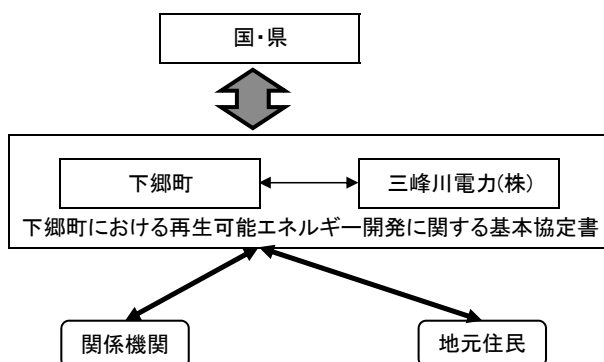 国・県
下郷町
三峰川電力(株)
下郷町における再生可能エネルギー開発に関する基本協定書
関係機関
地元住民